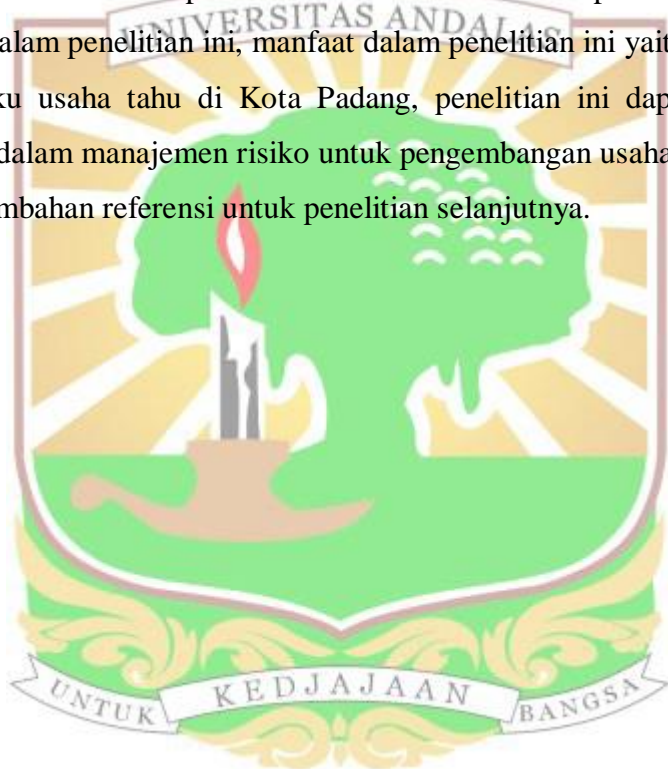 UNIVERSITAS ANDALAS
alam penelitian ini, manfaat dalam penelitian ini yait
ku usaha tahu di Kota Padang, penelitian ini dap
dalam manajemen risiko untuk pengembangan usaha
mbahan referensi untuk penelitian selanjutnya.
UNTUK KEDJAJAAN BANGSA